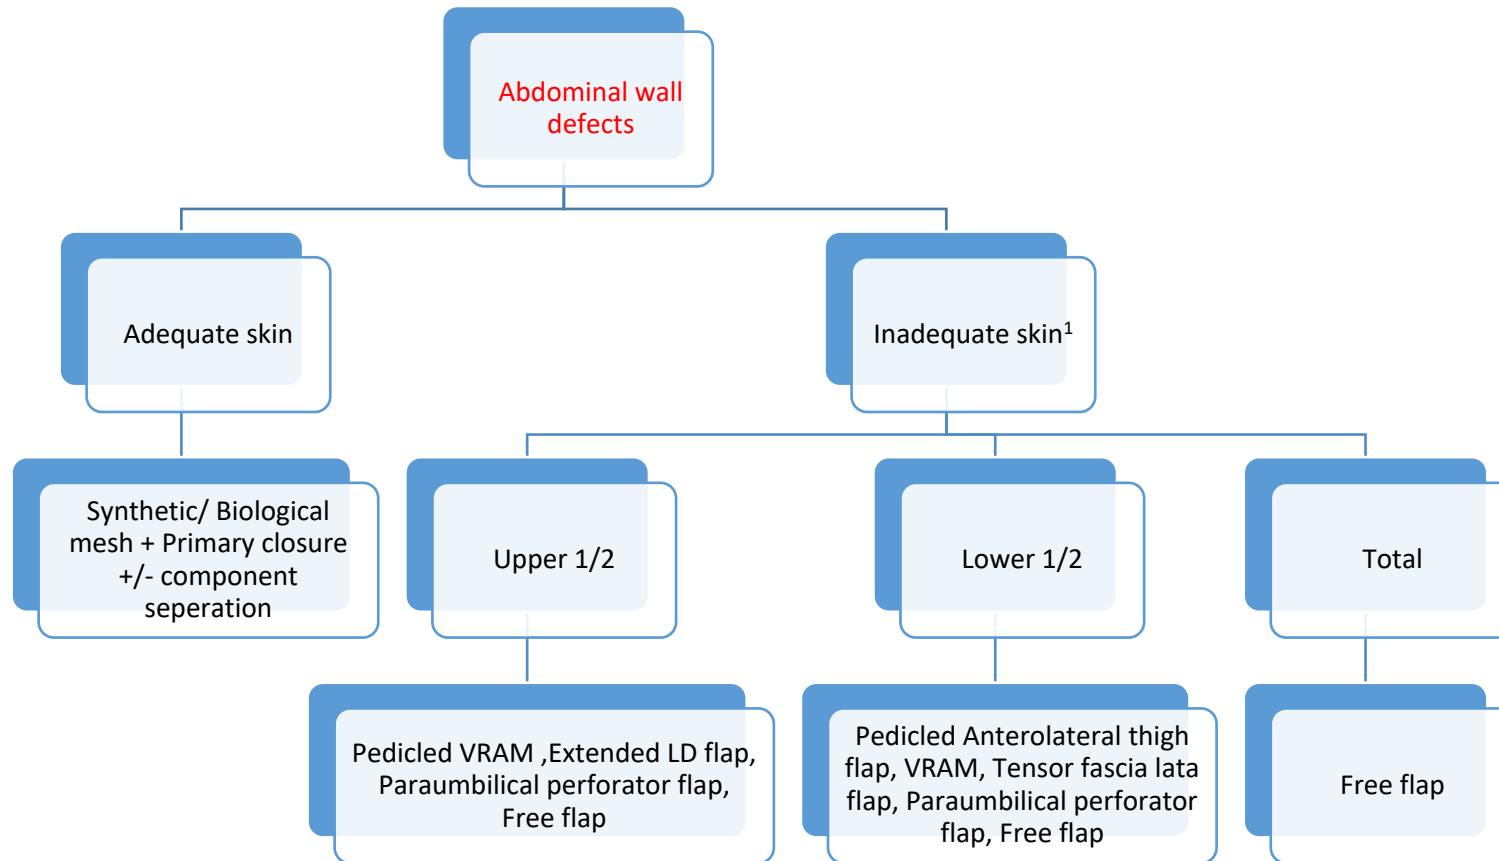 Abdominal wall
defects
Adequate skin
Inadequate skin¹
Synthetic/ Biological
mesh + Primary closure
+/- component
seperation
Upper 1/2
Lower 1/2
Total
Pedicled VRAM ,Extended LD flap,
Paraumbilical perforator flap,
Free flap
Pedicled Anterolateral thigh
flap, VRAM, Tensor fascia lata
flap, Paraumbilical perforator
flap, Free flap
Free flap